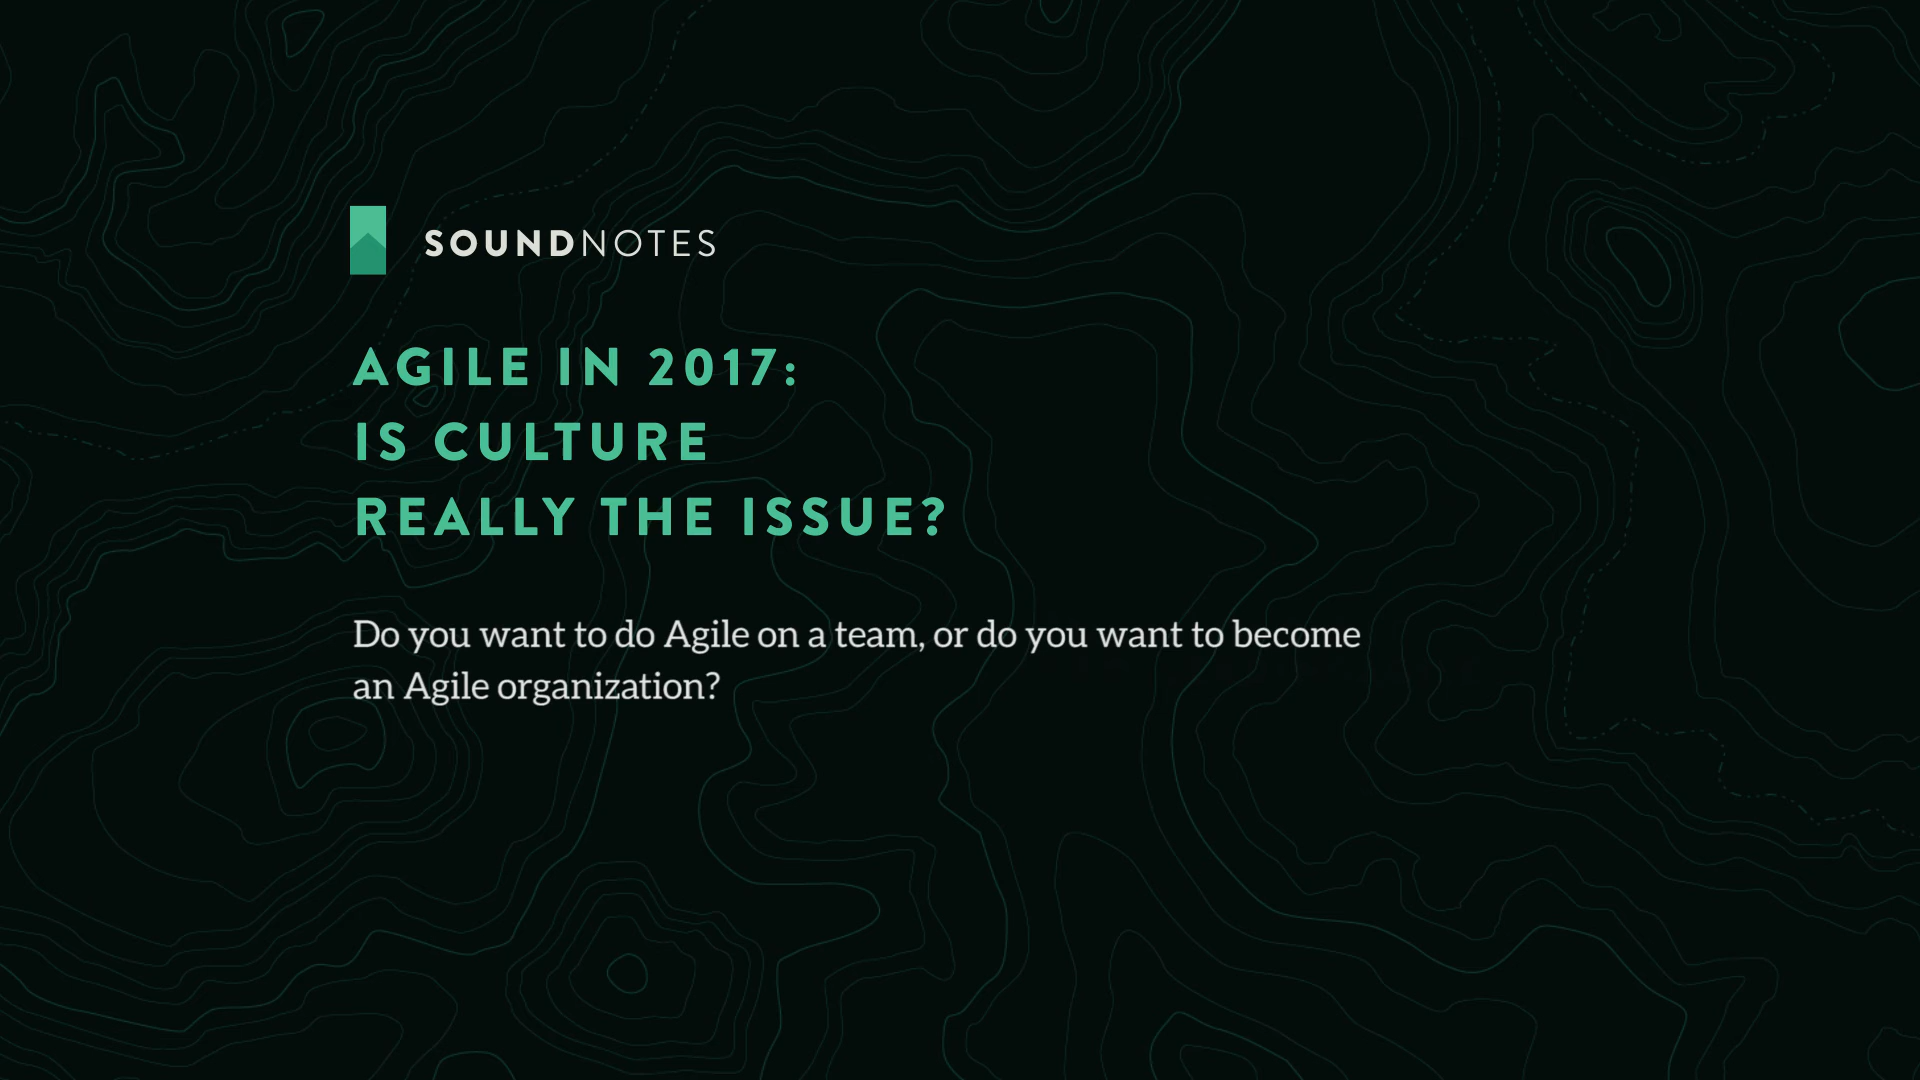 SOUNDNOTES
AGILE IN 2017:
IS CULTURE
REALLY THE ISSUE?
Do you want to do Agile on a team, or do you want to become
an Agile organization?